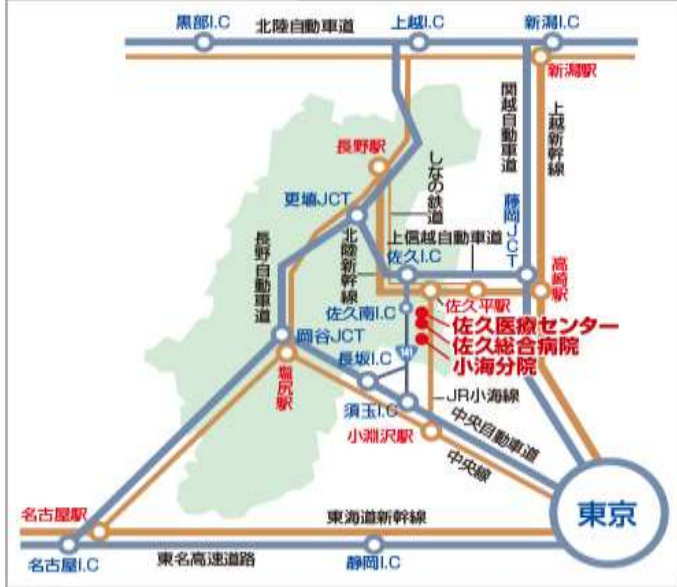 黒部I.C
北陸自動車道
上越I.C
新潟I.C
新潟駅
関越自動車道
上越新幹線
長野駅
しなの鉄道
更埴JCT
藤岡JCT
長野自動車道
北陸新幹線
上信越自動車道
佐久I.C
高崎駅
佐久平駅
佐久南I.C
佐久医療センター
佐久総合病院
小海分院
岡谷JCT
長坂I.C
141
塩尻駅
須玉I.C
JR小海線
小淵沢駅
中央自動車道
中央線
東京
名古屋駅
東海道新幹線
名古屋I.C
東名高速道路
静岡I.C